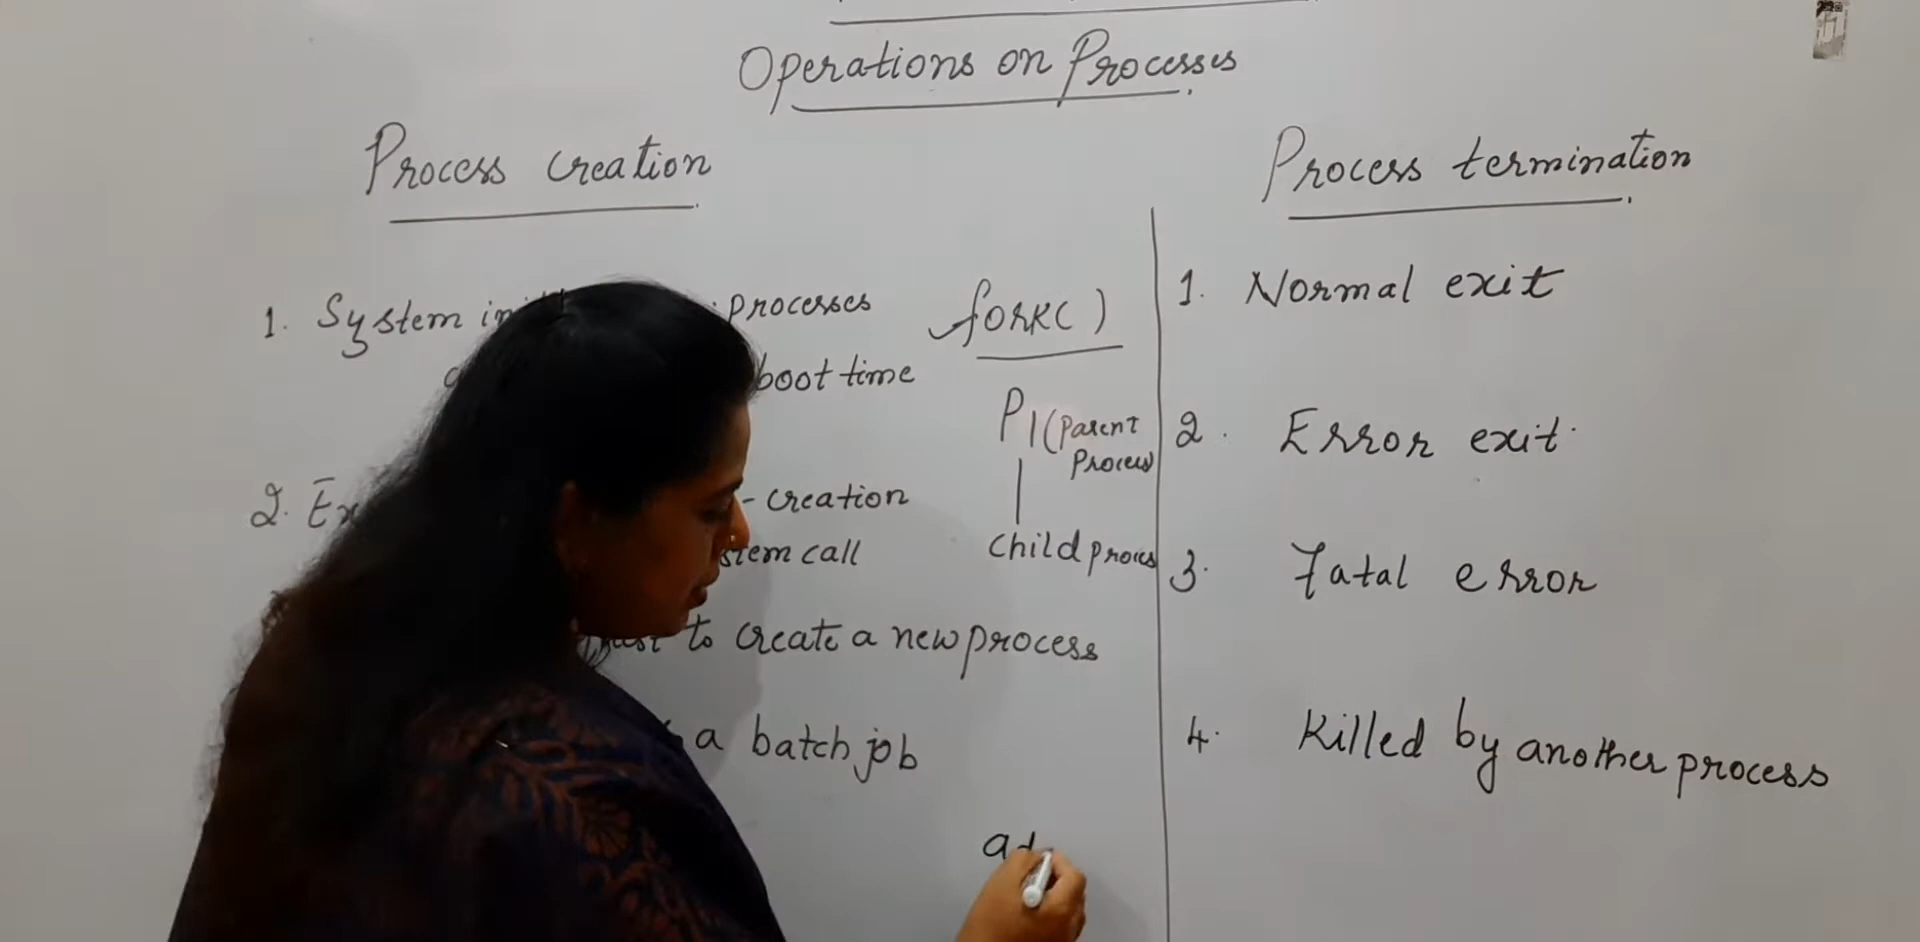 Operations on Processes
Process creation
1. System processes
boot time
2. - creation
call
to create a new process
a batch job
fork()
P1 (Parent
Process)
child process
Process termination
1. Normal exit
2. Error exit.
3. Fatal error
4. Killed by another process